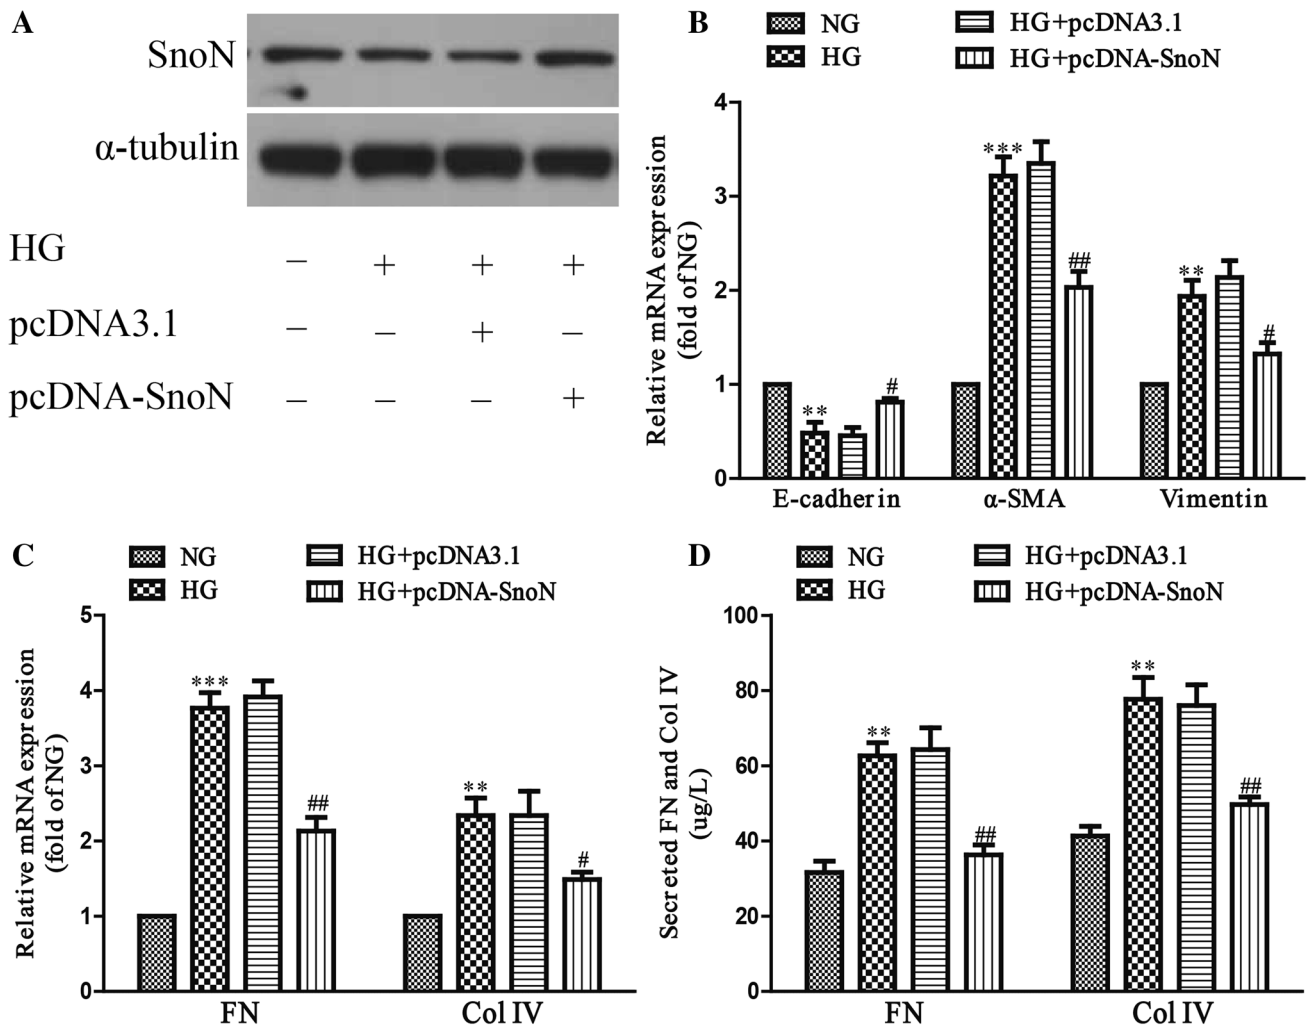 A
SnoN
α-tubulin
HG − + + +
pcDNA3.1 − − + −
pcDNA-SnoN − − − +
B
NG
HG
HG+pcDNA3.1
HG+pcDNA-SnoN
Relative mRNA expression
(fold of NG)
4
3
2
1
0
**
#
***
##
**
#
E-cadherin
α-SMA
Vimentin
C
NG
HG
HG+pcDNA3.1
HG+pcDNA-SnoN
Relative mRNA expression
(fold of NG)
5
4
3
2
1
0
***
##
**
#
FN
Col IV
D
NG
HG
HG+pcDNA3.1
HG+pcDNA-SnoN
Secreted FN and Col IV
(ug/L)
100
80
60
40
20
0
**
##
**
##
FN
Col IV